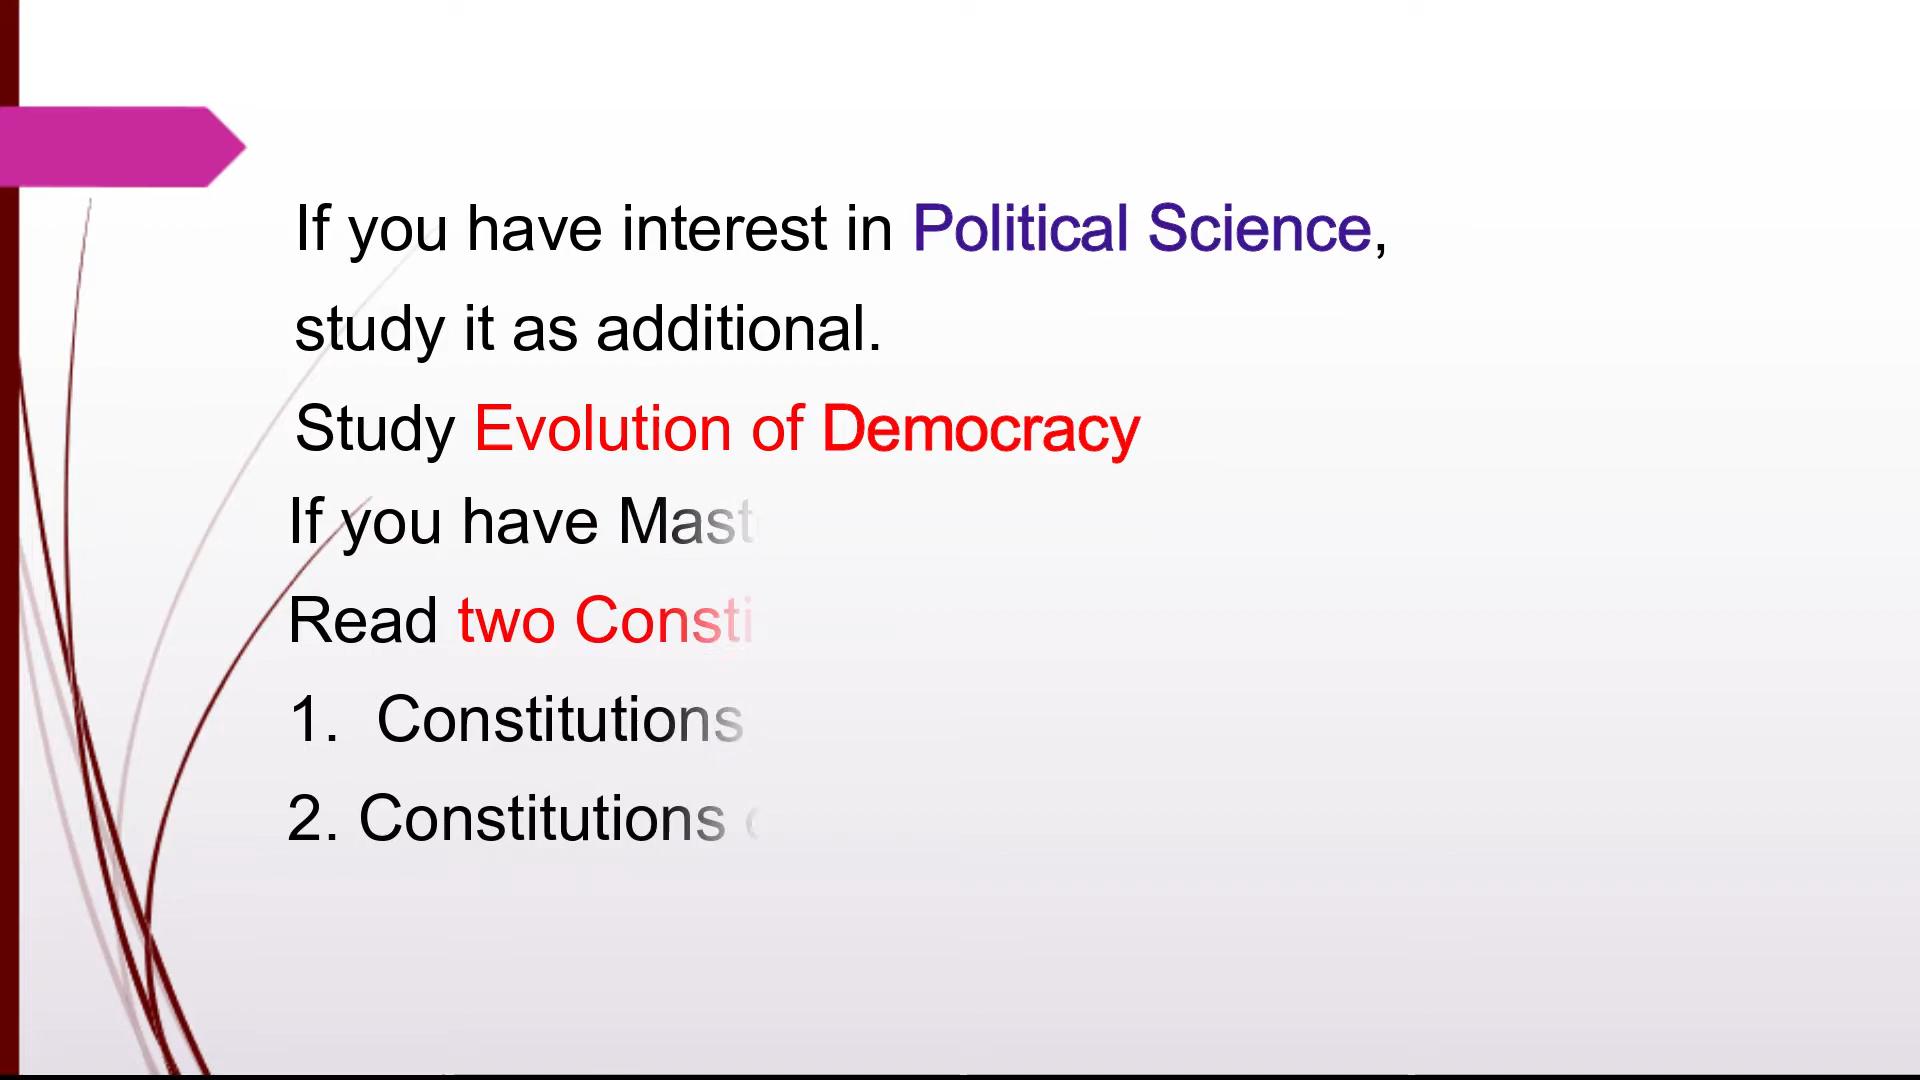 If you have interest in Political Science,
study it as additional.
Study Evolution of Democracy
If you have
Read two
1. Constitutions
2. Constitutions